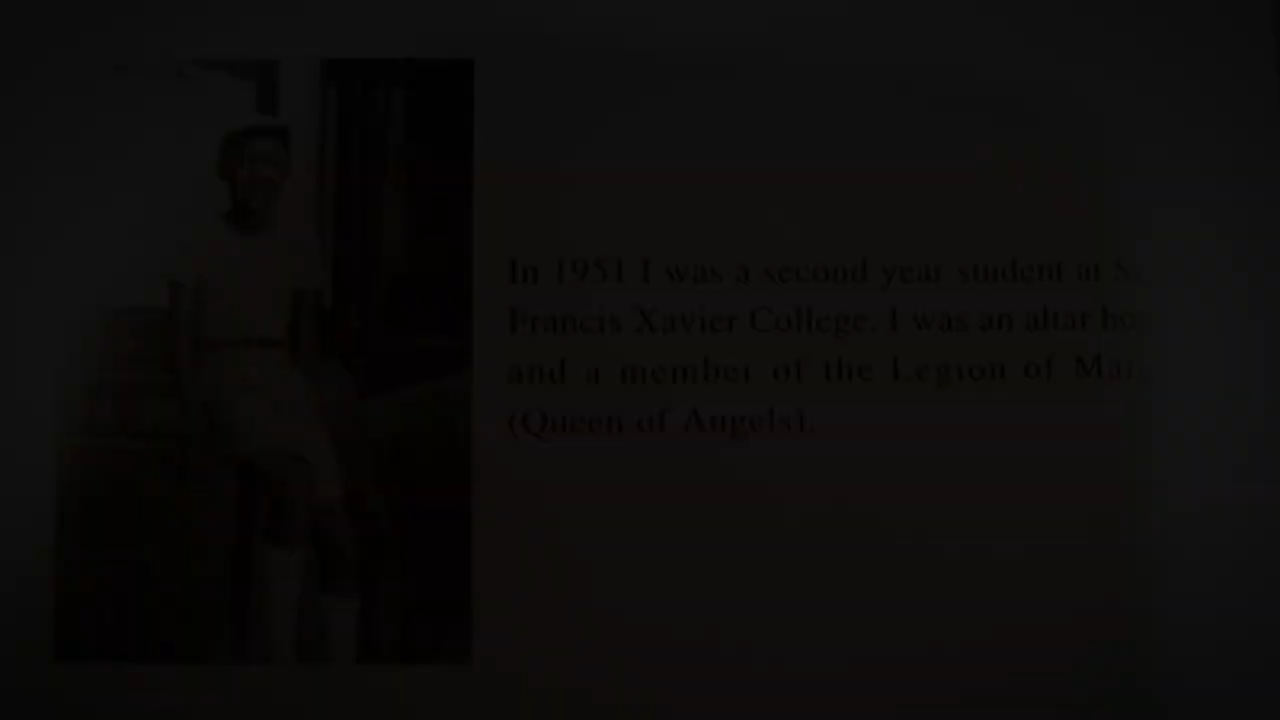 In 1951 I was a second year student at
Francis Xavier College. I was an altar
and a member of the Legion of
(Queen of Angels).